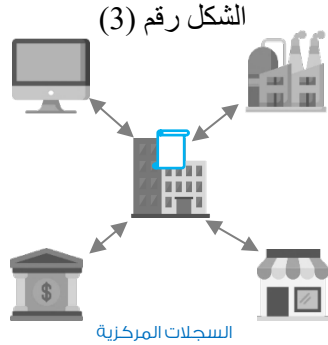 الشكل رقم (3)
$
السجلات المركزية